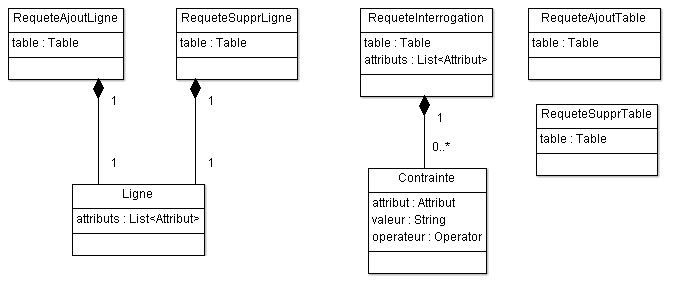 RequeteAjoutLigne
table : Table
RequeteSupprLigne
table : Table
RequeteInterrogation
table : Table
attributs : List<Attribut>
RequeteAjoutTable
table : Table
RequeteSupprTable
table : Table
1
1
1
1
1
0..*
Ligne
attributs : List<Attribut>
Contrainte
attribut : Attribut
valeur : String
operateur : Operator